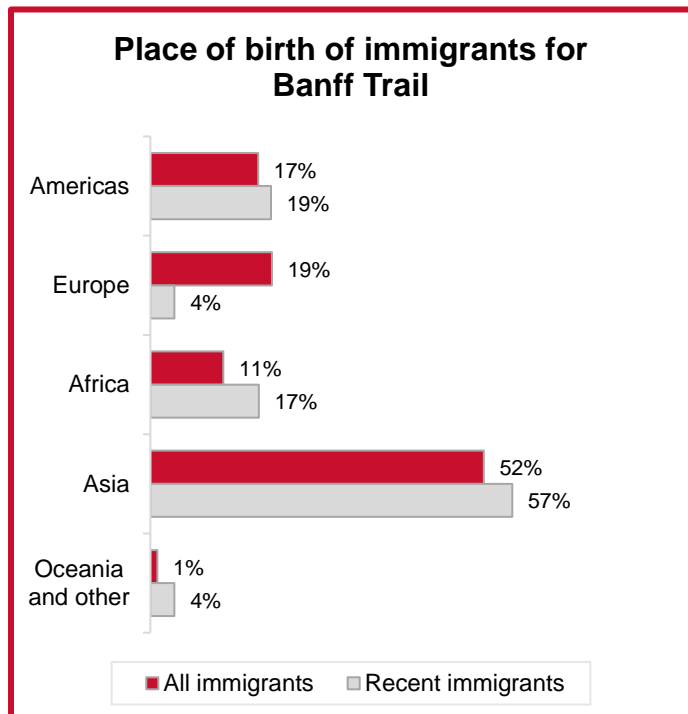 Place of birth of immigrants for
Banff Trail
Americas
17%
19%
Europe
19%
4%
Africa
11%
17%
Asia
52%
57%
Oceania
and other
1%
4%
All immigrants
Recent immigrants